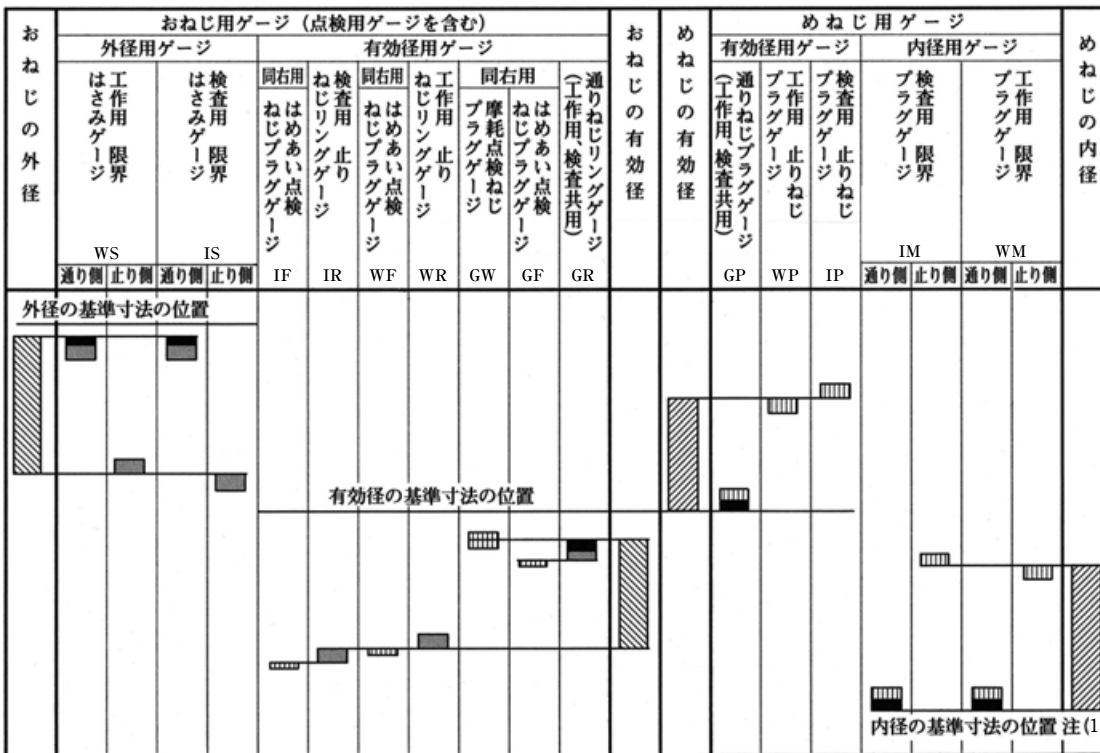 おねじの外径
おねじ用ゲージ（点検用ゲージを含む）
外径用ゲージ
有効径用ゲージ
工作用 限界
はさみゲージ
WS
通り側
止り側
検査用 限界
はさみゲージ
IS
通り側
止り側
同右用
はめあい点検
ねじプラグゲージ
IF
検査用 止り
ねじリングゲージ
IR
同右用
はめあい点検
ねじプラグゲージ
WF
工作用 止り
ねじリングゲージ
WR
同右用
摩耗点検ねじ
プラグゲージ
GW
はめあい点検
ねじプラグゲージ
GF
通りねじリングゲージ
（工作用、検査共用）
GR
おねじの有効径
めねじの有効径
めねじ用ゲージ
有効径用ゲージ
内径用ゲージ
通りねじプラグゲージ
（工作用、検査共用）
GP
工作用 止りねじ
プラグゲージ
WP
検査用 止りねじ
プラグゲージ
IP
検査用 限界
プラグゲージ
IM
通り側
止り側
工作用 限界
プラグゲージ
WM
通り側
止り側
めねじの内径
外径の基準寸法の位置
有効径の基準寸法の位置
内径の基準寸法の位置 注(1